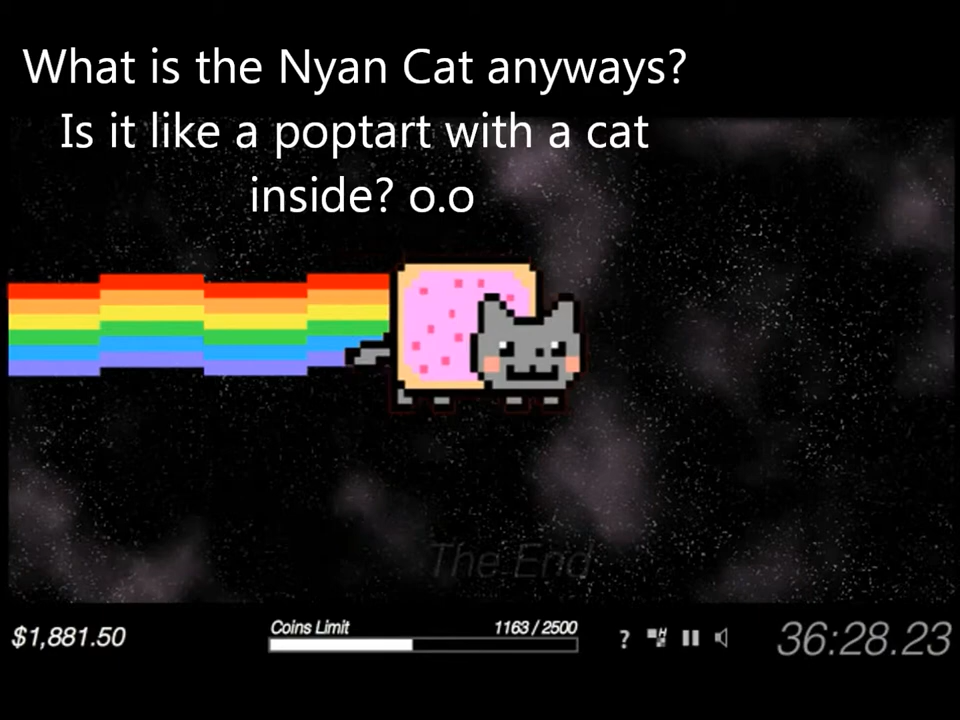 What is the Nyan Cat anyways?
Is it like a poptart with a cat
inside? o.o
The End
$1,881.50
Coins Limit 1163 / 2500
? H
36:28.23